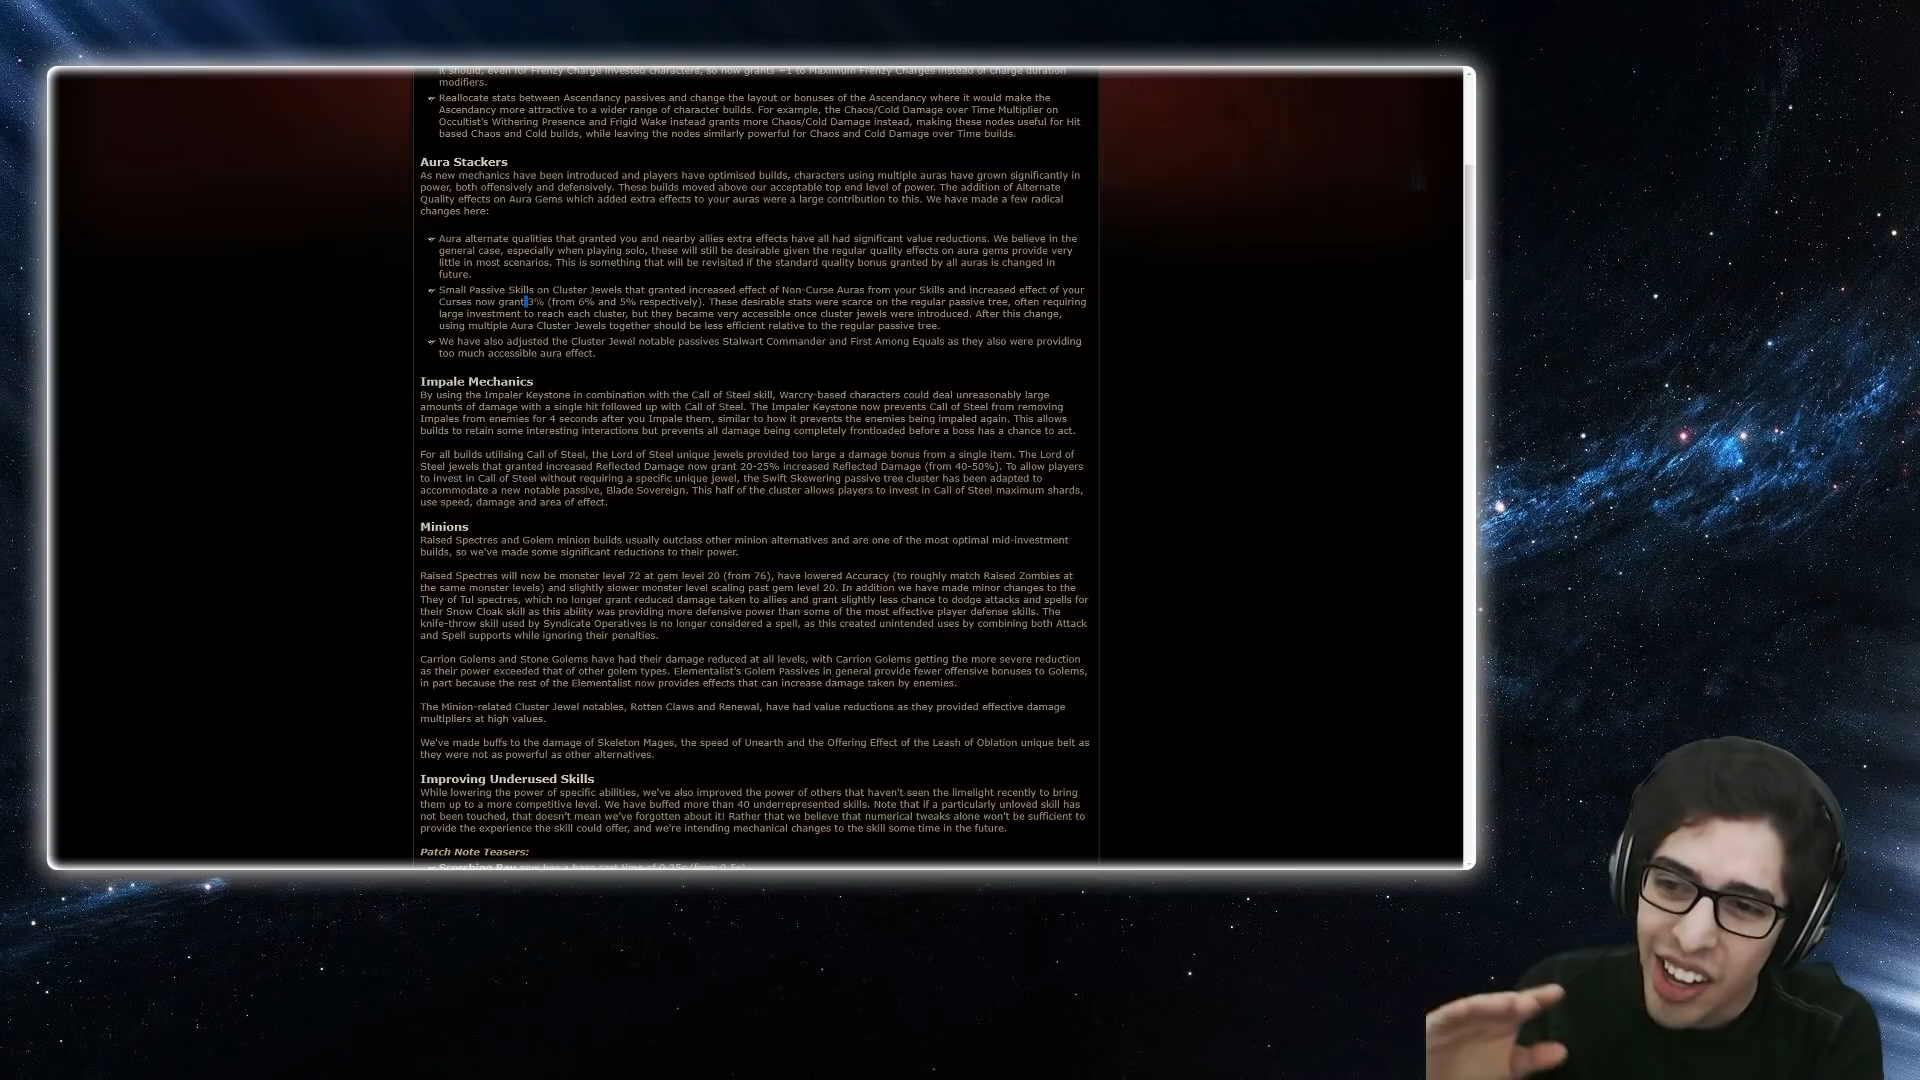 it should, even for Frenzy Charge invested characters, so now grants +1 to Maximum Frenzy Charges instead of charge duration
modifiers.
Reallocate stats between Ascendancy passives and change the layout or bonuses of the Ascendancy where it would make the
Ascendancy more attractive to a wider range of character builds. For example, the Chaos/Cold Damage over Time Multiplier on
Occultist's Withering Presence and Frigid Wake instead grants more Chaos/Cold Damage instead, making these nodes useful for Hit
based Chaos and Cold builds, while leaving the nodes similarly powerful for Chaos and Cold Damage over Time builds.
Aura Stackers
As new mechanics have been introduced and players have optimised builds, characters using multiple auras have grown significantly in
power, both offensively and defensively. These builds moved above our acceptable top end level of power. The addition of Alternate
Quality effects on Aura Gems which added extra effects to your auras were a large contribution to this. We have made a few radical
changes here:
Aura alternate qualities that granted you and nearby allies extra effects have all had significant value reductions. We believe in the
general case, especially when playing solo, these will still be desirable given the regular quality effects on aura gems provide very
little in most scenarios. This is something that will be revisited if the standard quality bonus granted by all auras is changed in
future.
Small Passive Skills on Cluster Jewels that granted increased effect of Non-Curse Auras from your Skills and increased effect of your
Curses now grant 3% (from 6% and 5% respectively). These desirable stats were scarce on the regular passive tree, often requiring
large investment to reach each cluster, but they became very accessible once cluster jewels were introduced. After this change,
using multiple Aura Cluster Jewels together should be less efficient relative to the regular passive tree.
We have also adjusted the Cluster Jewel notable passives Stalwart Commander and First Among Equals as they also were providing
too much accessible aura effect.
Impale Mechanics
By using the Impaler Keystone in combination with the Call of Steel skill, Warcry-based characters could deal unreasonably large
amounts of damage with a single hit followed up with Call of Steel. The Impaler Keystone now prevents Call of Steel from removing
Impales from enemies for 4 seconds after you Impale them, similar to how it prevents the enemies being impaled again. This allows
builds to retain some interesting interactions but prevents all damage being completely frontloaded before a boss has a chance to act.
For all builds utilising Call of Steel, the Lord of Steel unique jewels provided too large a damage bonus from a single item. The Lord of
Steel jewels that granted increased Reflected Damage now grant 20-25% increased Reflected Damage (from 40-50%). To allow players
to invest in Call of Steel without requiring a specific unique jewel, the Swift Skewering passive tree cluster has been adapted to
accommodate a new notable passive, Blade Sovereign. This half of the cluster allows players to invest in Call of Steel maximum shards,
use speed, damage and area of effect.
Minions
Raised Spectres and Golem minion builds usually outclass other minion alternatives and are one of the most optimal mid-investment
builds, so we've made some significant reductions to their power.
Raised Spectres will now be monster level 72 at gem level 20 (from 76), have lowered Accuracy (to roughly match Raised Zombies at
the same monster levels) and slightly slower monster level scaling past gem level 20. In addition we have made minor changes to the
They of Tul spectres, which no longer grant reduced damage taken to allies and grant slightly less chance to dodge attacks and spells for
their Snow Cloak skill as this ability was providing more defensive power than some of the most effective player defense skills. The
knife-throw skill used by Syndicate Operatives is no longer considered a spell, as this created unintended uses by combining both Attack
and Spell supports while ignoring their penalties.
Carrion Golems and Stone Golems have had their damage reduced at all levels, with Carrion Golems getting the more severe reduction
as their power exceeded that of other golem types. Elementalist's Golem Passives in general provide fewer offensive bonuses to Golems,
in part because the rest of the Elementalist now provides effects that can increase damage taken by enemies.
The Minion-related Cluster Jewel notables, Rotten Claws and Renewal, have had value reductions as they provided effective damage
multipliers at high values.
We've made buffs to the damage of Skeleton Mages, the speed of Unearth and the Offering Effect of the Leash of Oblation unique belt as
they were not as powerful as other alternatives.
Improving Underused Skills
While lowering the power of specific abilities, we've also improved the power of others that haven't seen the limelight recently to bring
them up to a more competitive level. We have buffed more than 40 underrepresented skills. Note that if a particularly unloved skill has
not been touched, that doesn't mean we've forgotten about it! Rather that we believe that numerical tweaks alone won't be sufficient to
provide the experience the skill could offer, and we're intending mechanical changes to the skill some time in the future.
Patch Note Teasers:
Scorching Ray now has a base cast time of 0.25s (from 0.5s)